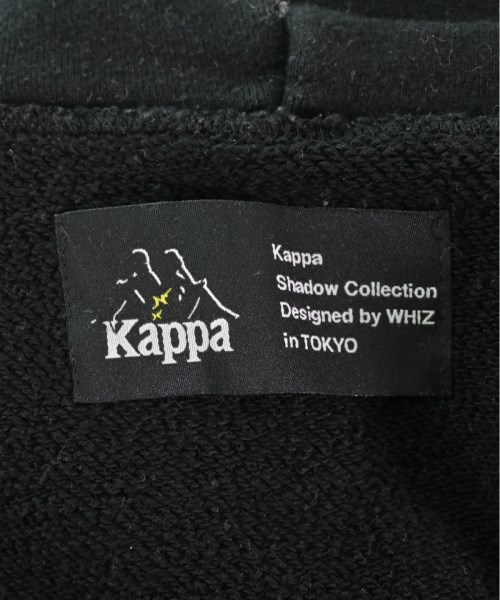 Kappa
Kappa
Shadow Collection
Designed by WHIZ
in TOKYO